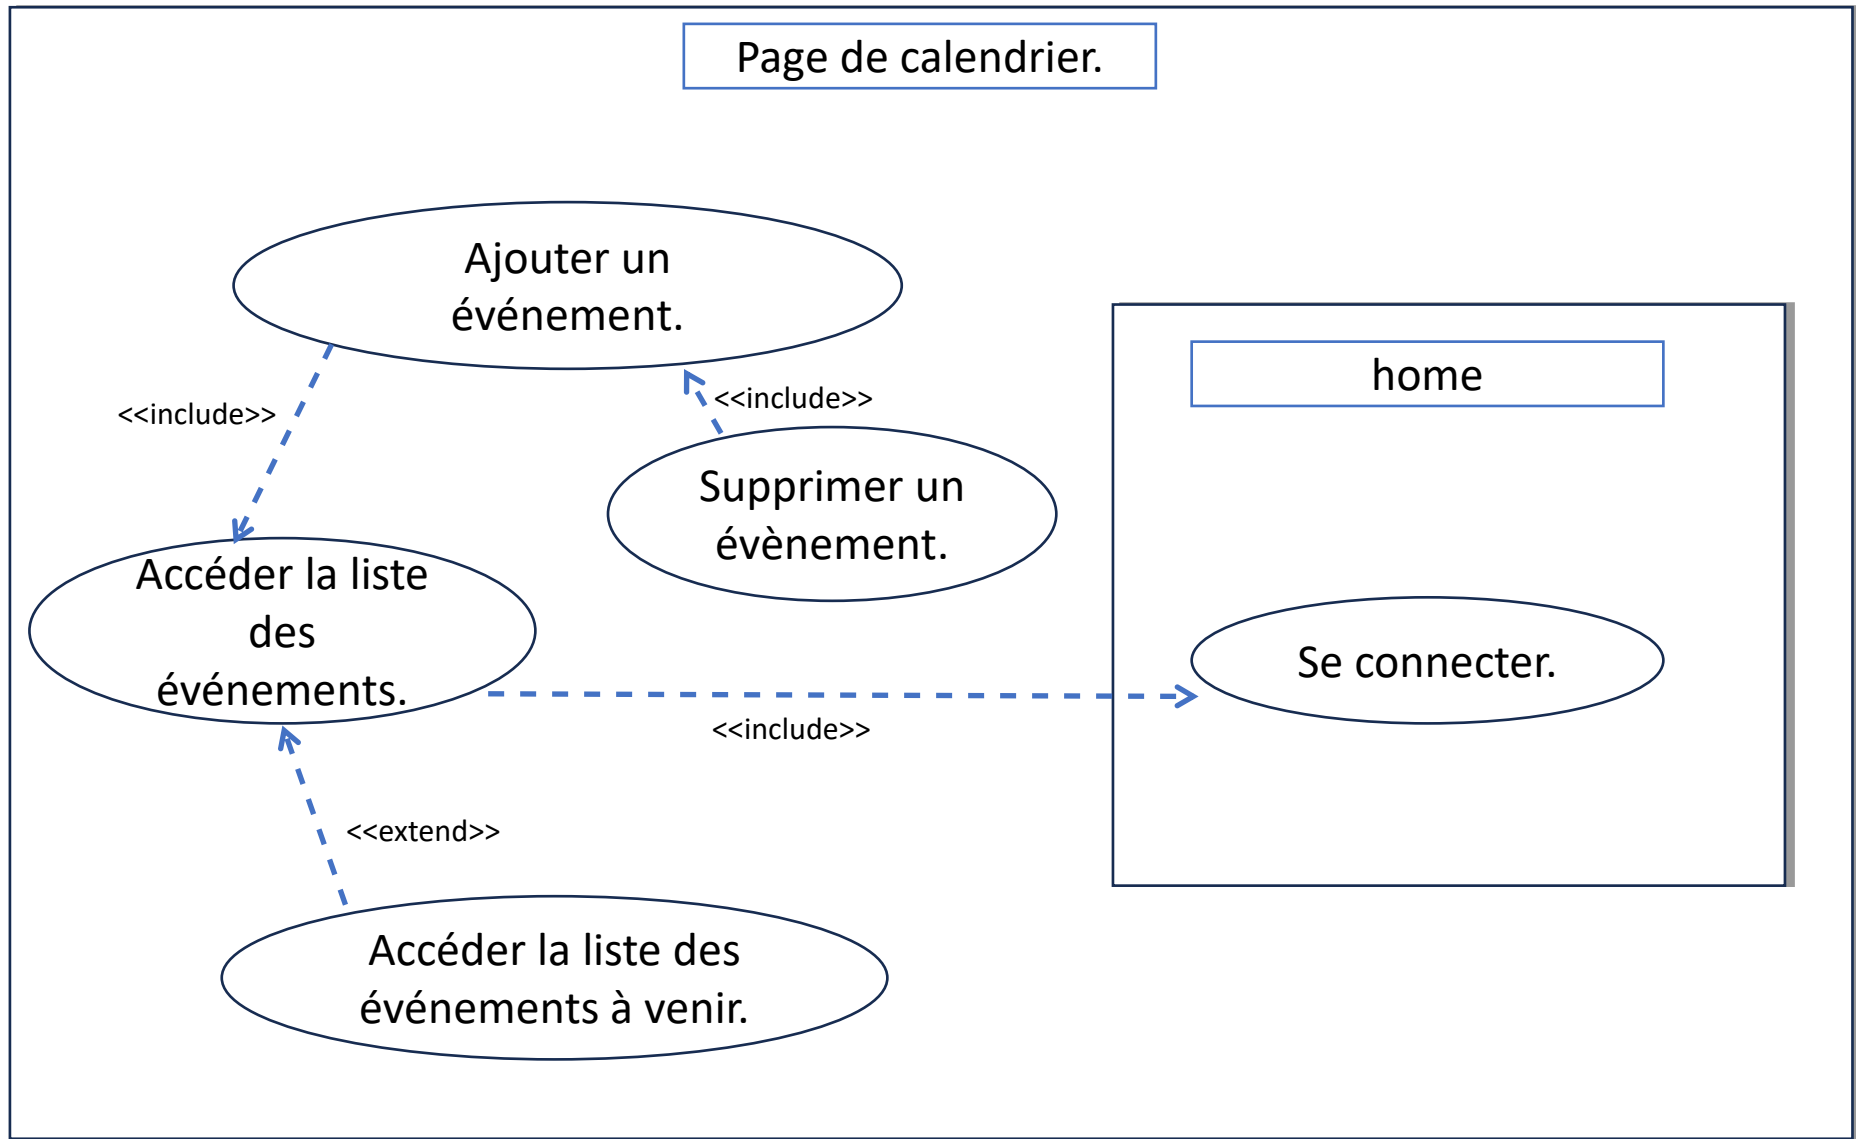 Page de calendrier.
Ajouter un
événement.
<<include>>
<<include>>
home
Supprimer un
évènement.
Accéder la liste
des
événements.
Se connecter.
<<include>>
<<extend>>
Accéder la liste des
événements à venir.